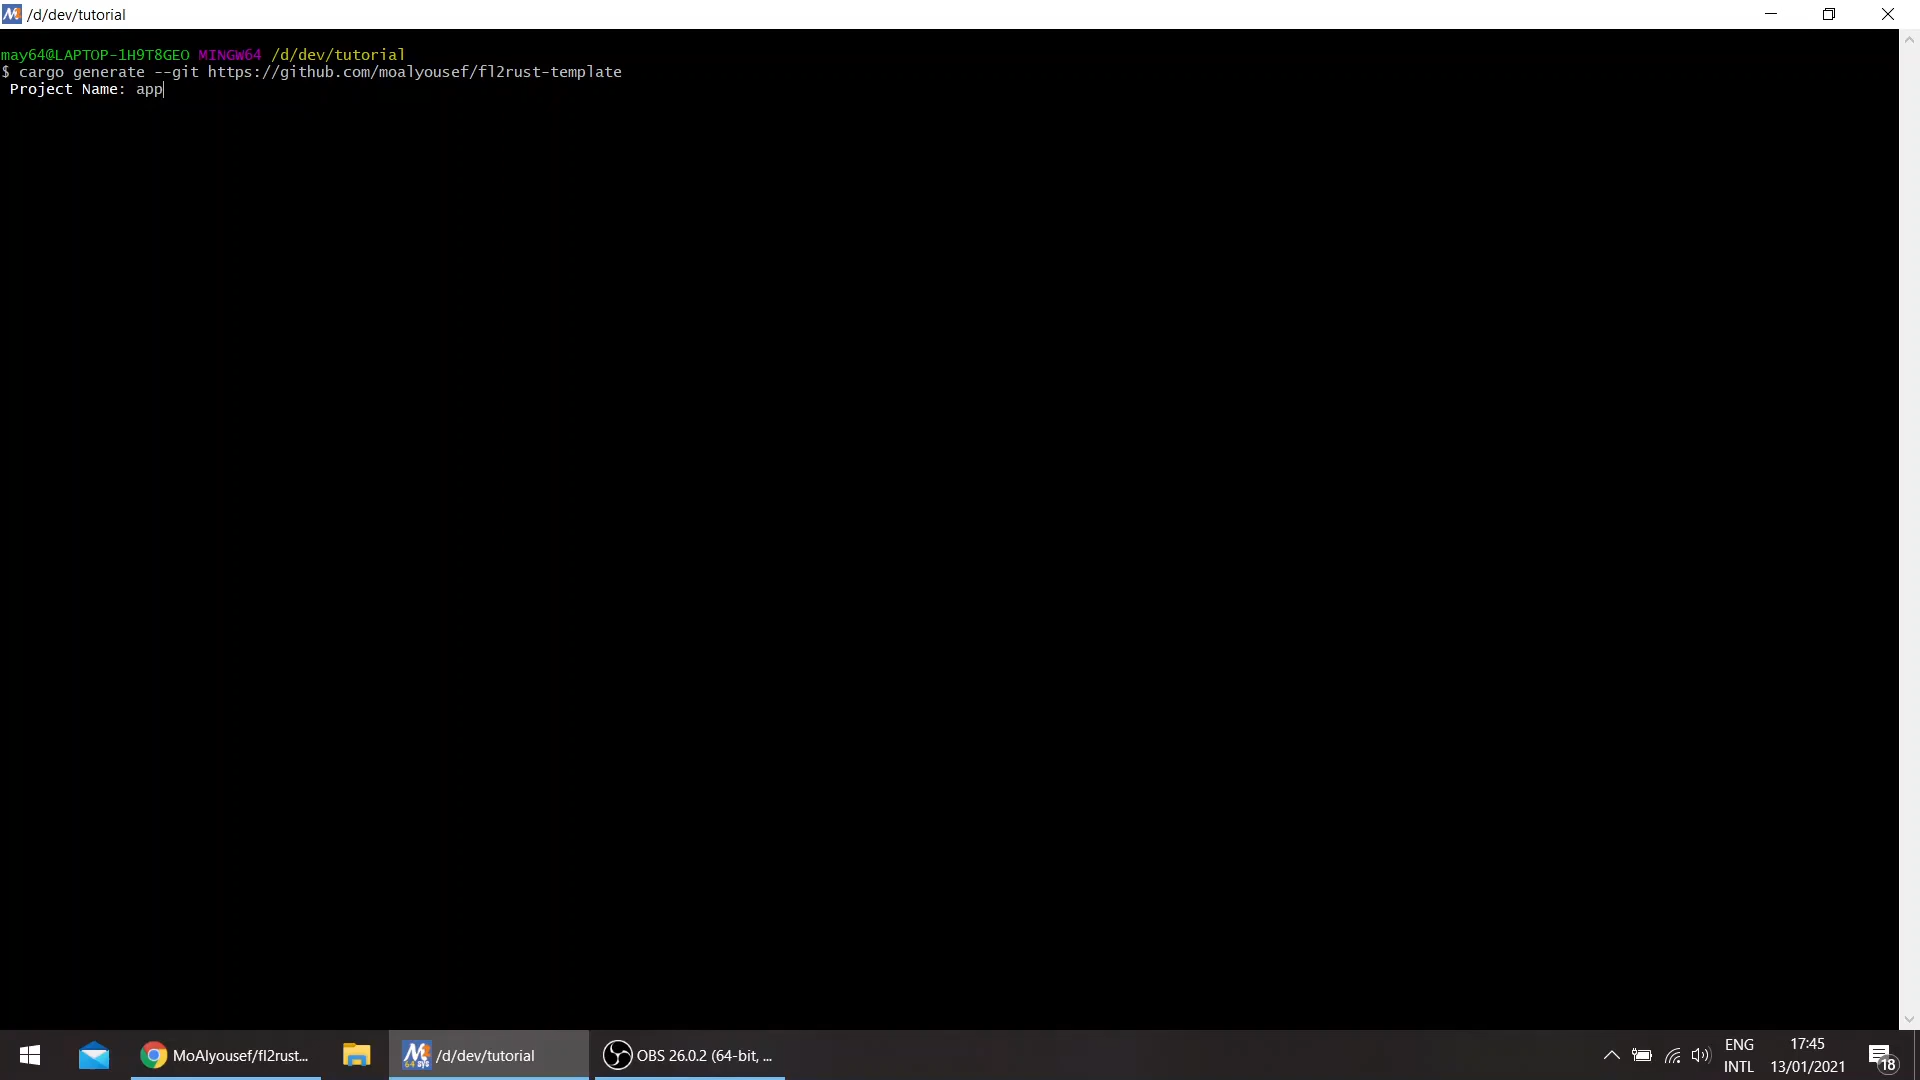 /d/dev/tutorial
may64@LAPTOP-1H9T8GEO MINGW64 /d/dev/tutorial
$ cargo generate --git https://github.com/moalyousef/fl2rust-template
Project Name: app
MoAlyousef/fl2rust...
/d/dev/tutorial
OBS 26.0.2 (64-bit, ...
ENG
INTL
17:45
13/01/2021
18